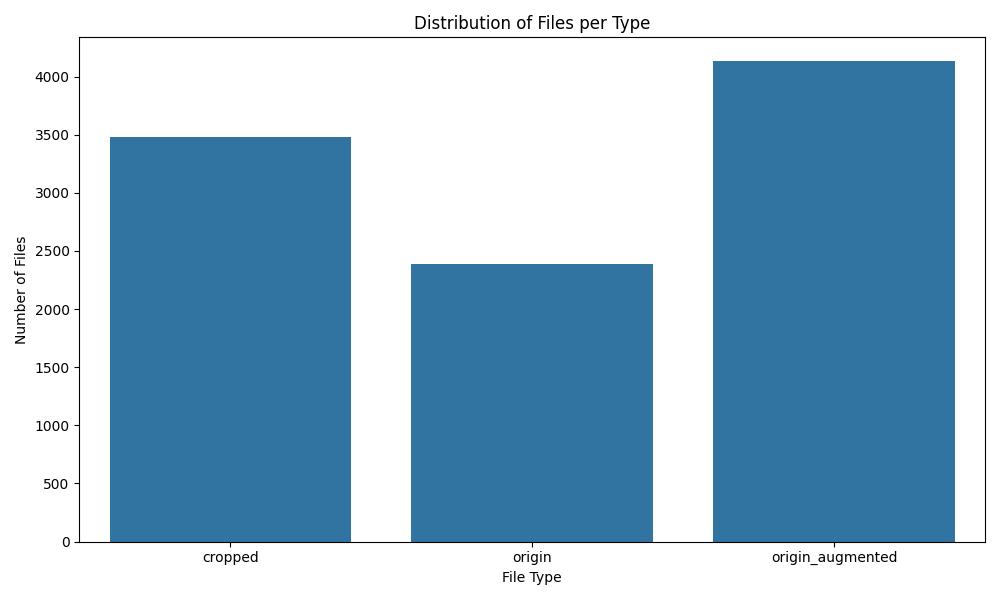 Distribution of Files per Type
Number of Files
4000
3500
3000
2500
2000
1500
1000
500
0
cropped origin origin_augmented
File Type